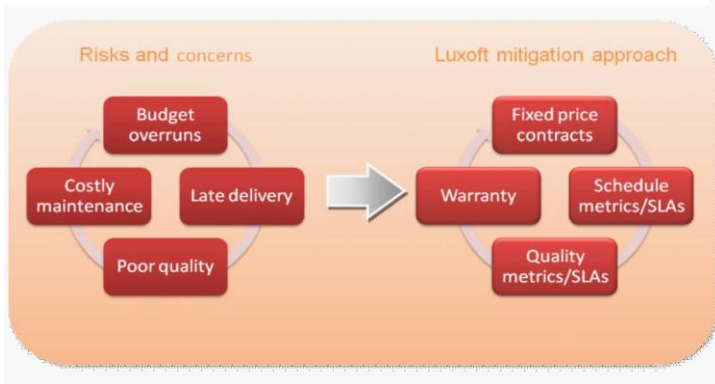 Risks and concerns
Luxoft mitigation approach
Budget
overruns
Costly
maintenance
Late delivery
Poor quality
Fixed price
contracts
Warranty
Schedule
metrics/SLAs
Quality
metrics/SLAs